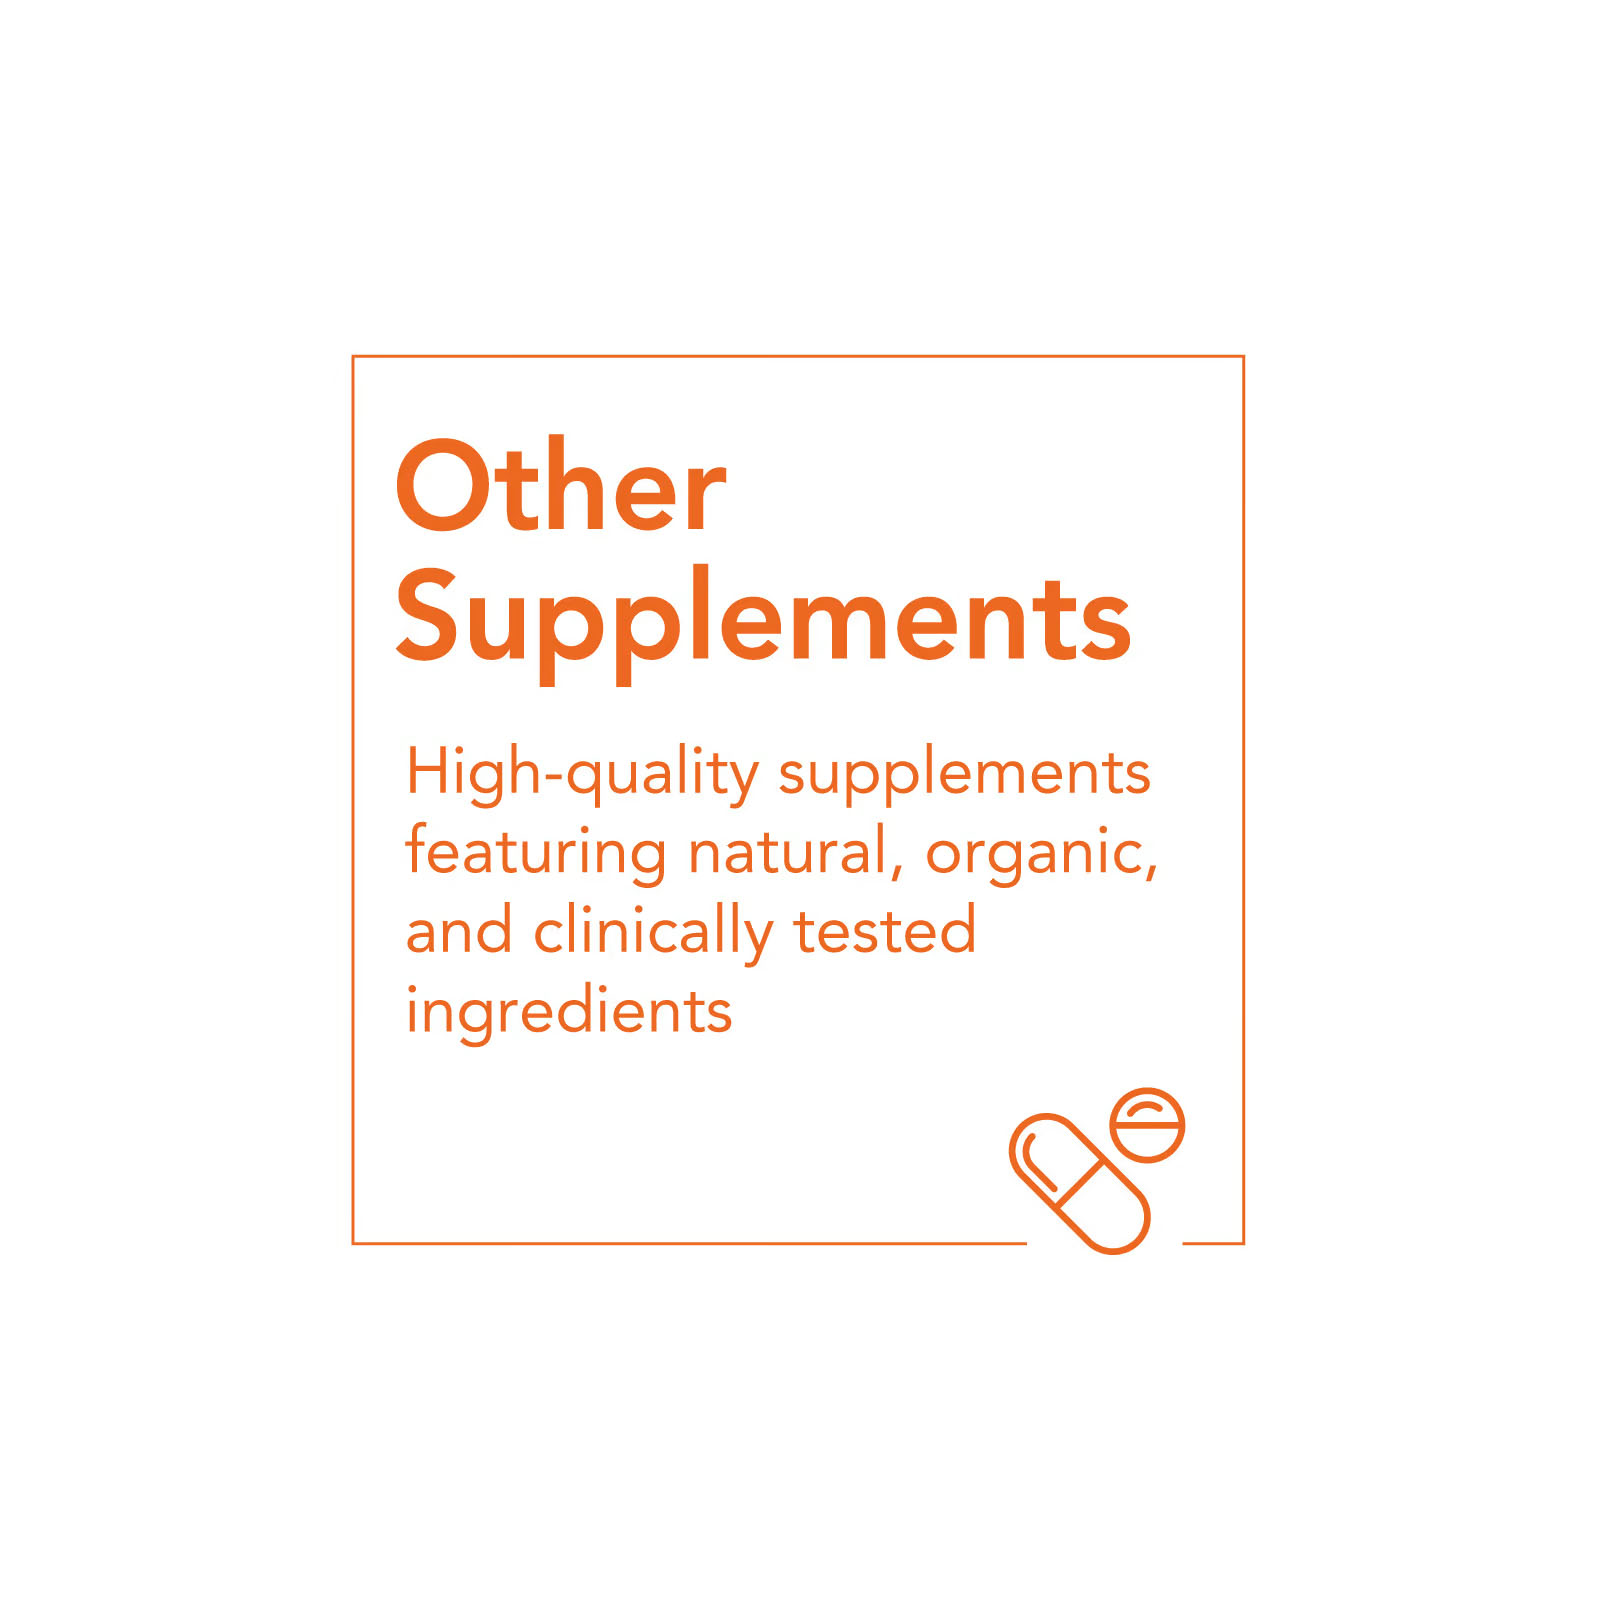 Other
Supplements
High-quality supplements
featuring natural, organic,
and clinically tested
ingredients